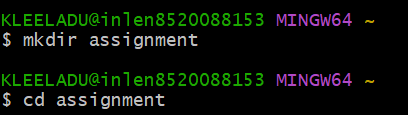 KLEELADU@inlen8520088153 MINGW64 ~
$ mkdir assignment
KLEELADU@inlen8520088153 MINGW64 ~
$ cd assignment